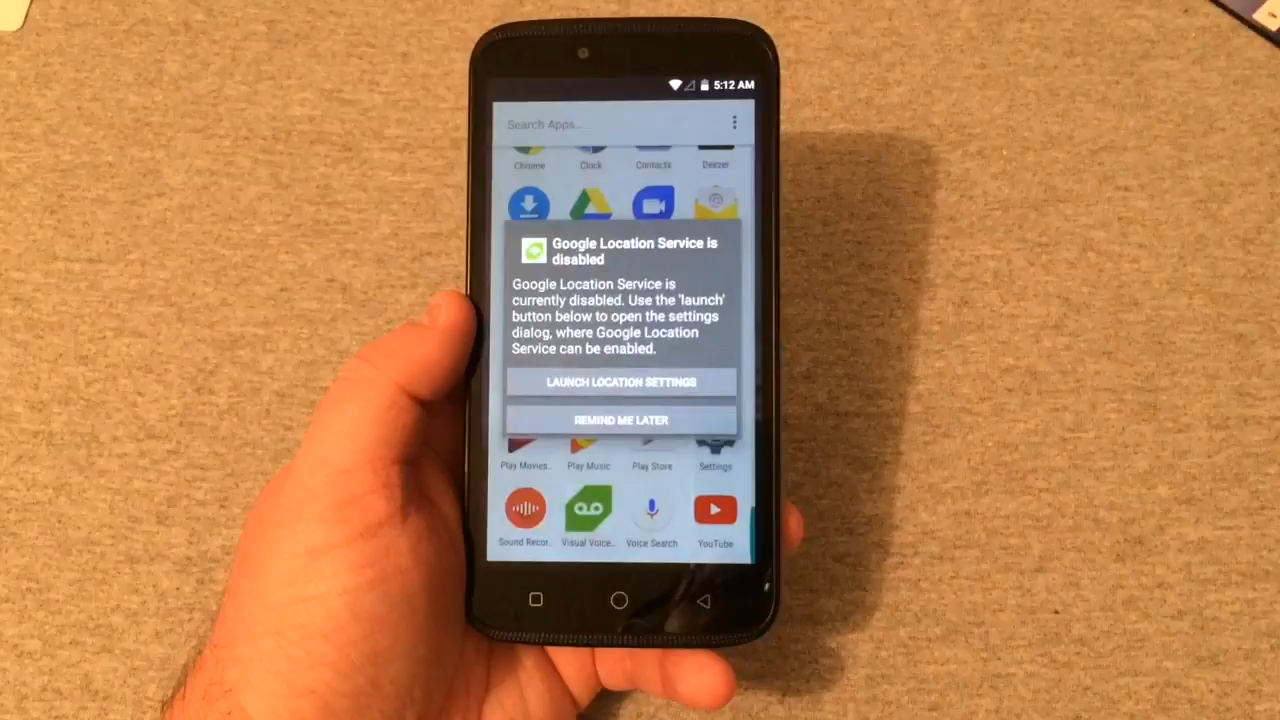 5:12 AM
Search Apps...
Chrome Clock Contacts Deezer
Google Location Service is
disabled
Google Location Service is
currently disabled. Use the 'launch'
button below to open the settings
dialog, where Google Location
Service can be enabled.
LAUNCH LOCATION SETTINGS
REMIND ME LATER
Play Movies.. Play Music Play Store Settings
Sound Recor.. Visual Voice.. Voice Search YouTube